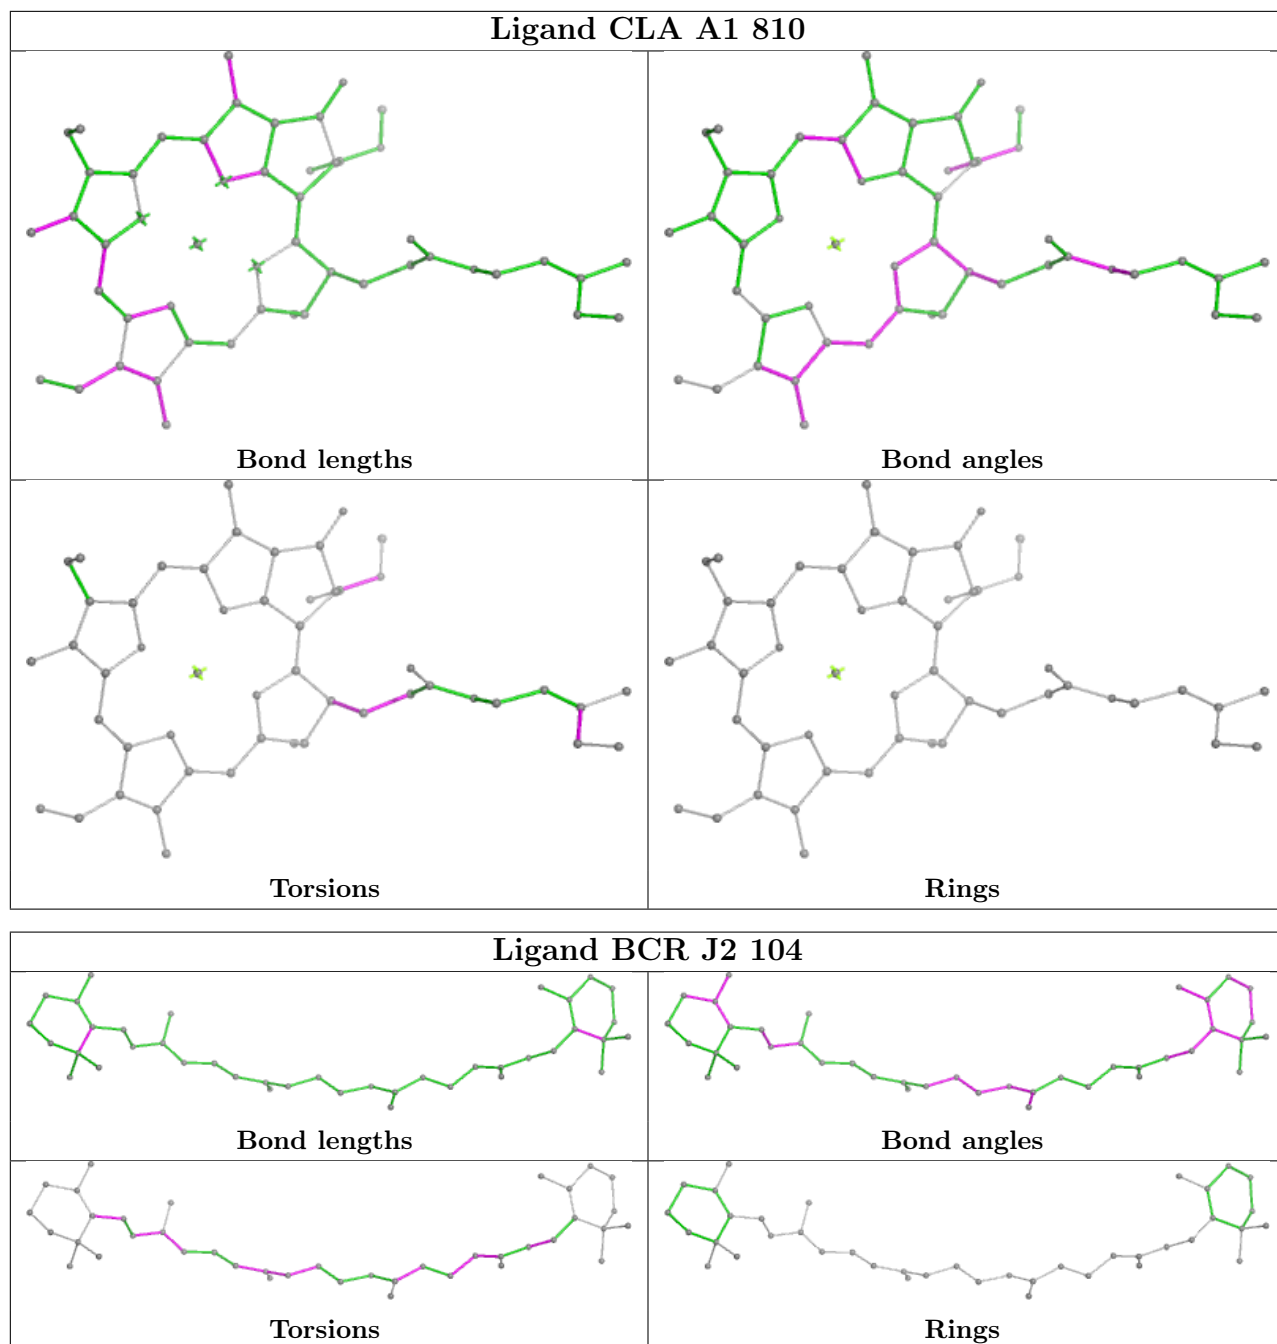 Ligand CLA A1 810
Bond lengths
Bond angles
Torsions
Rings
Ligand BCR J2 104
Bond lengths
Bond angles
Torsions
Rings